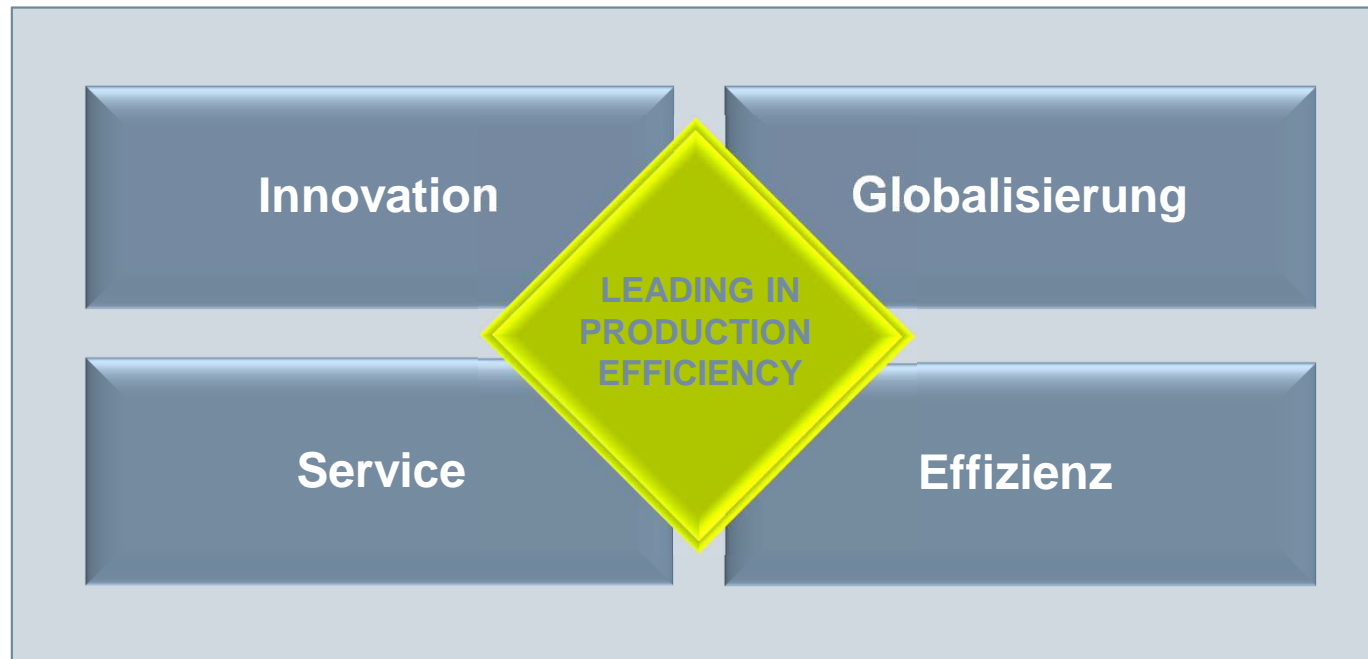 Innovation
Globalisierung
LEADING IN
PRODUCTION
EFFICIENCY
Service
Effizienz